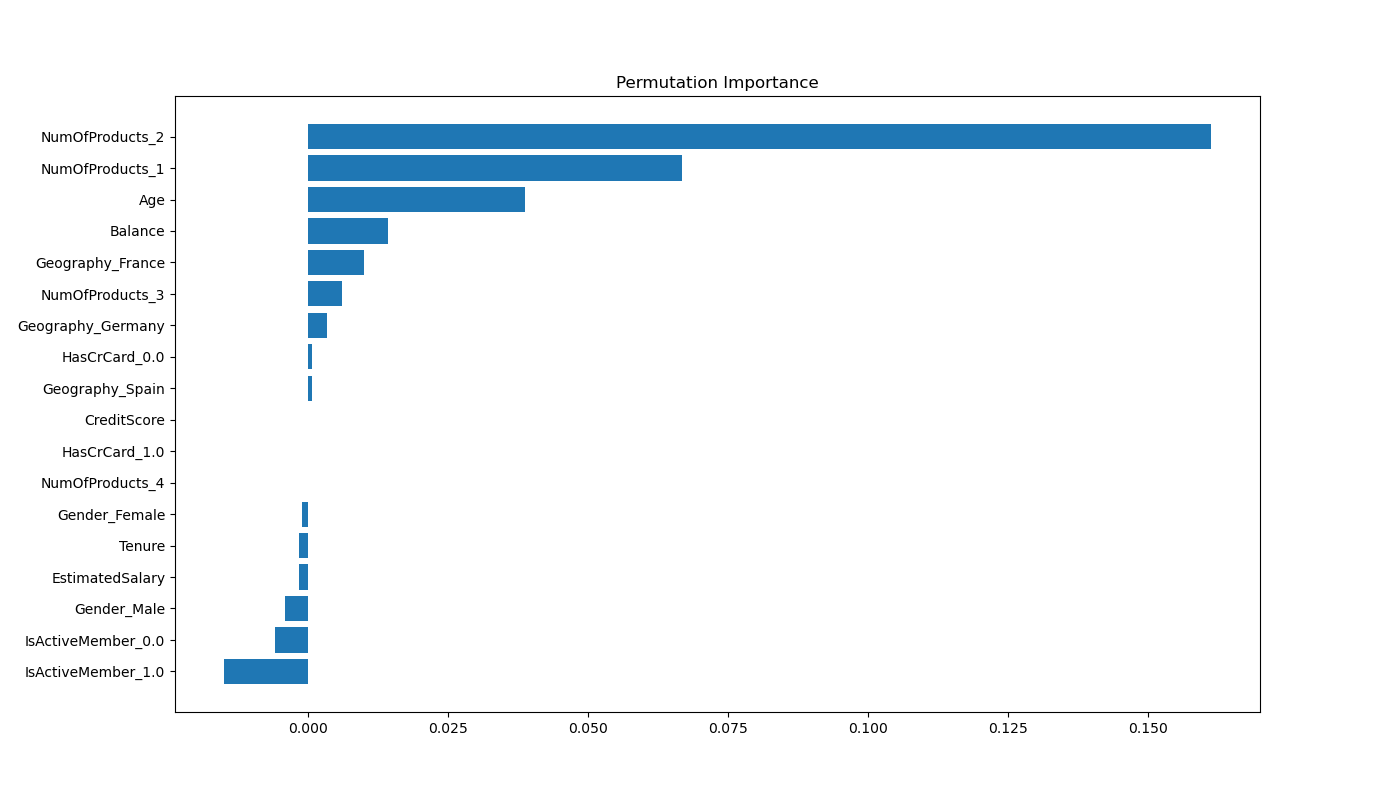 Permutation Importance
NumOfProducts_2
NumOfProducts_1
Age
Balance
Geography_France
NumOfProducts_3
Geography_Germany
HasCrCard_0.0
Geography_Spain
CreditScore
HasCrCard_1.0
NumOfProducts_4
Gender_Female
Tenure
EstimatedSalary
Gender_Male
IsActiveMember_0.0
IsActiveMember_1.0
0.000 0.025 0.050 0.075 0.100 0.125 0.150